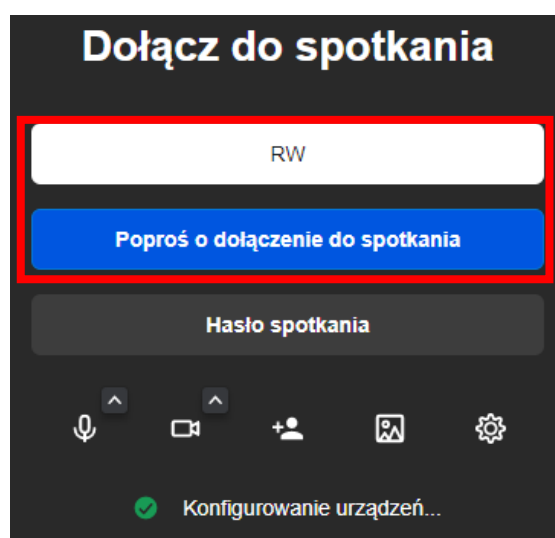 Dołącz do spotkania
RW
Poproś o dołączenie do spotkania
Hasło spotkania
Konfigurowanie urządzeń...